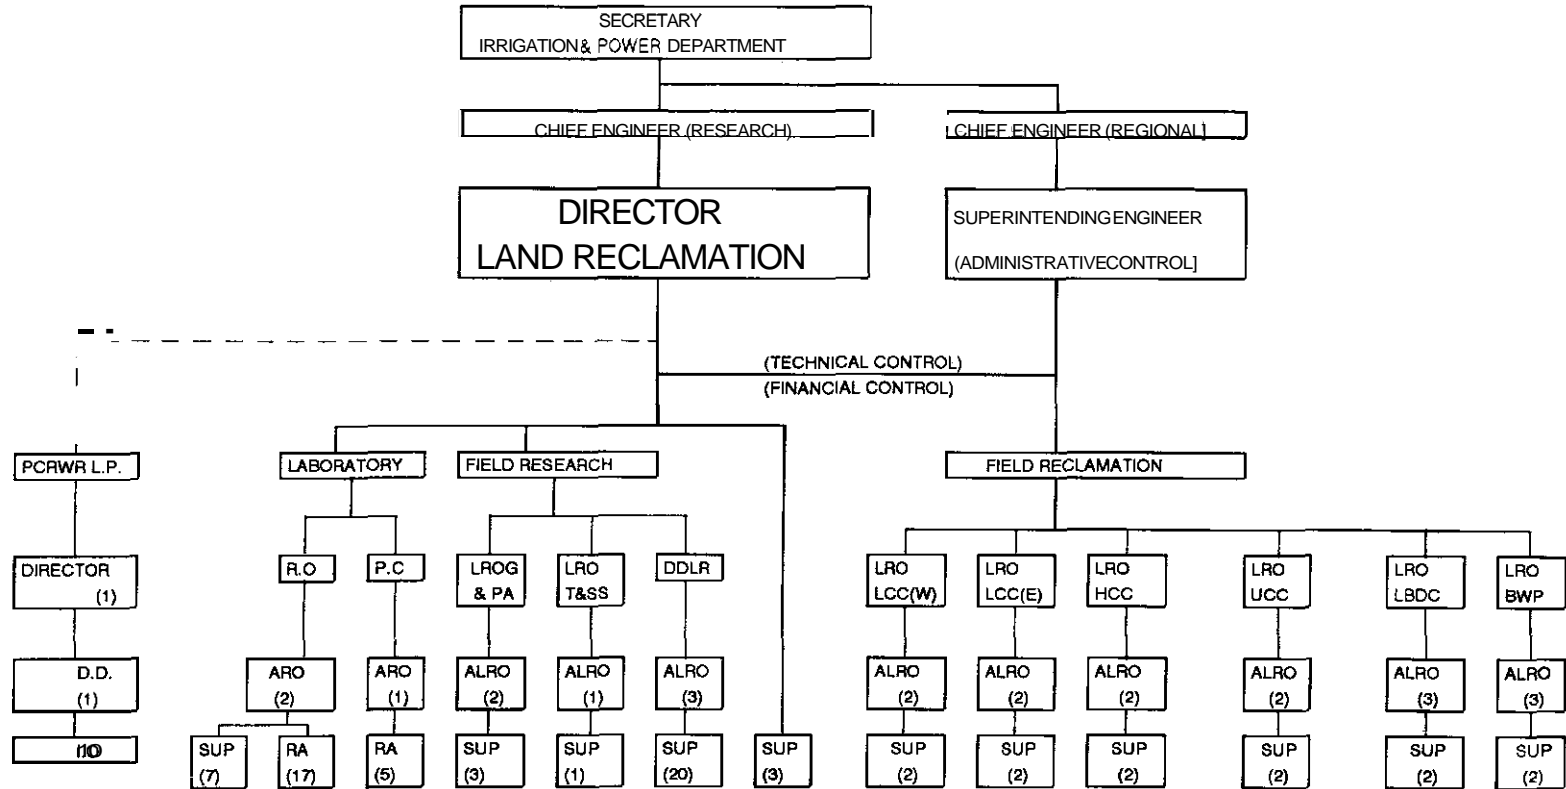 SECRETARY
IRRIGATION & POWER DEPARTMENT
CHIEF ENGINEER (RESEARCH)
CHIEF ENGINEER (REGIONAL]
DIRECTOR
LAND RECLAMATION
SUPERINTENDING ENGINEER
(ADMINISTRATIVE CONTROL]
(TECHNICAL CONTROL)
(FINANCIAL CONTROL)
PCRWR L.P.
LABORATORY
FIELD RESEARCH
FIELD RECLAMATION
DIRECTOR
(1)
R.O
P.C
LROG
& PA
LRO
T&SS
DDLR
LRO
LCC(W)
LRO
LCC(E)
LRO
HCC
LRO
UCC
LRO
LBDC
LRO
BWP
D.D.
(1)
ARO
(2)
ARO
(1)
ALRO
(2)
ALRO
(1)
ALRO
(3)
ALRO
(2)
ALRO
(2)
ALRO
(2)
ALRO
(2)
ALRO
(3)
ALRO
(3)
SUP
(7)
RA
(17)
RA
(5)
SUP
(3)
SUP
(1)
SUP
(20)
SUP
(3)
SUP
(2)
SUP
(2)
SUP
(2)
SUP
(2)
SUP
(2)
SUP
(2)